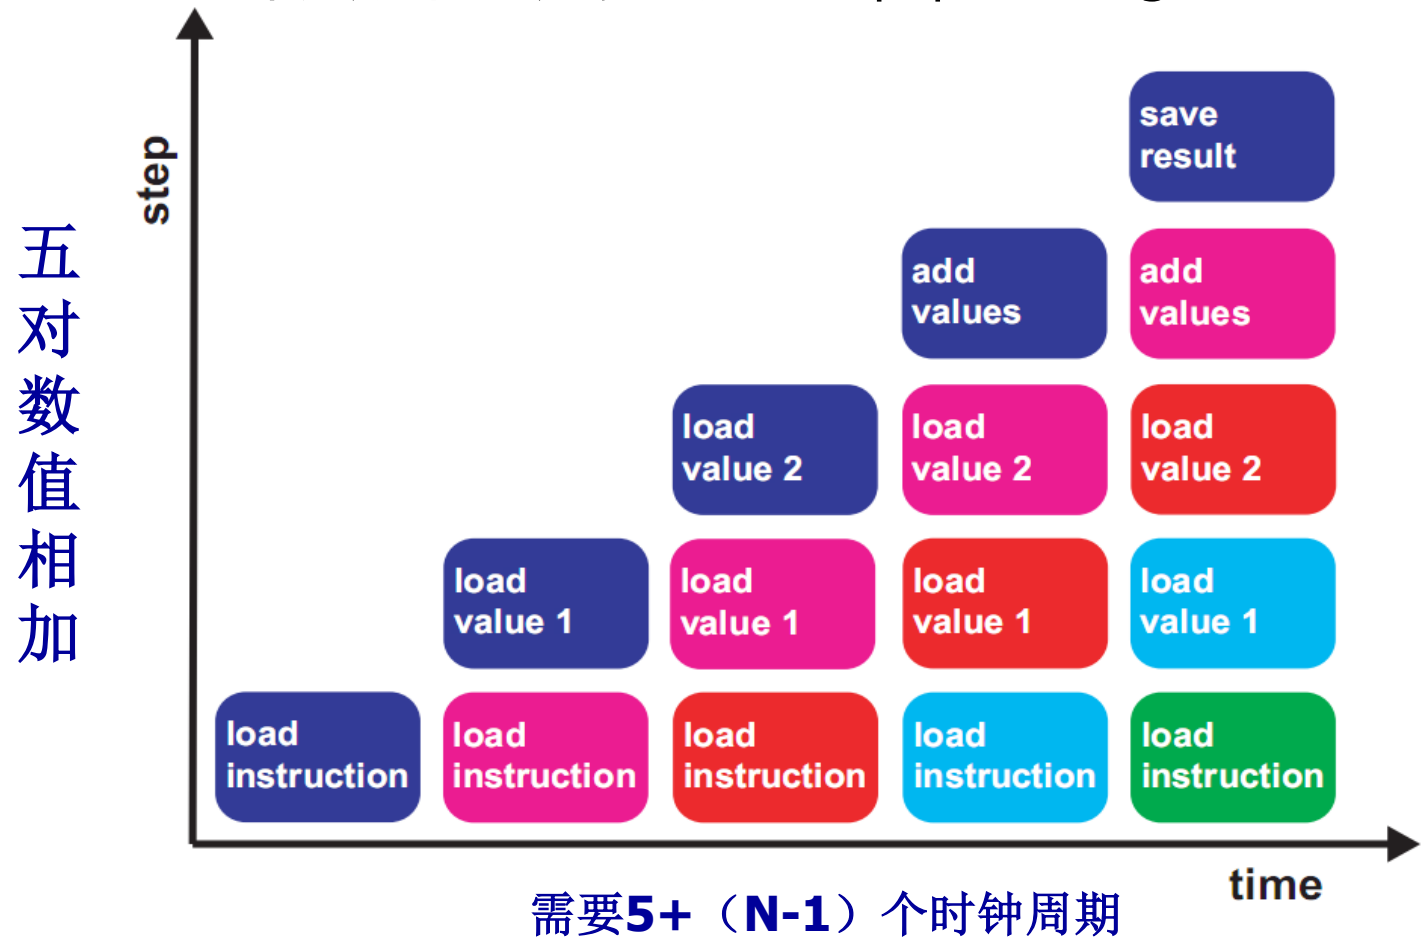 step
五对数值相加
save
result
add
values
add
values
load
value 2
load
value 2
load
value 2
load
value 1
load
value 1
load
value 1
load
value 1
load
instruction
load
instruction
load
instruction
load
instruction
load
instruction
time
需要5+（N-1）个时钟周期